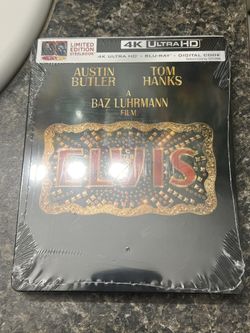 LIMITED
EDITION
STEELBOOK
4K ULTRA HD
4K ULTRA HD • BLU-RAY • DIGITAL CODE
AUSTIN
BUTLER
TOM
HANKS
A
BAZ LUHRMANN
FILM
ELVIS